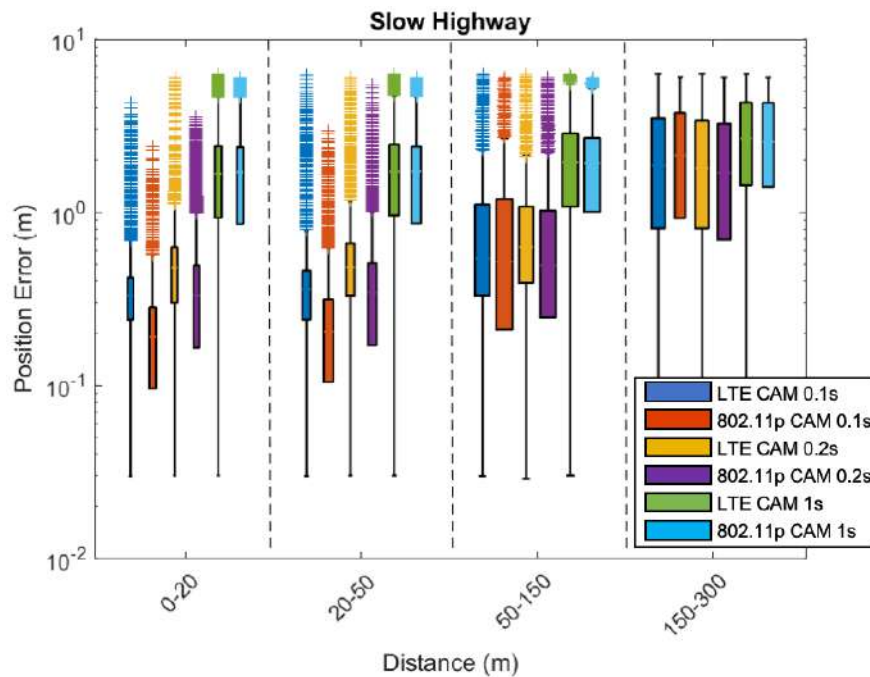 Slow Highway
10^1
10^0
10^-1
10^-2
Position Error (m)
0-20
20-50
50-150
150-300
Distance (m)
LTE CAM 0.1s
802.11p CAM 0.1s
LTE CAM 0.2s
802.11p CAM 0.2s
LTE CAM 1s
802.11p CAM 1s